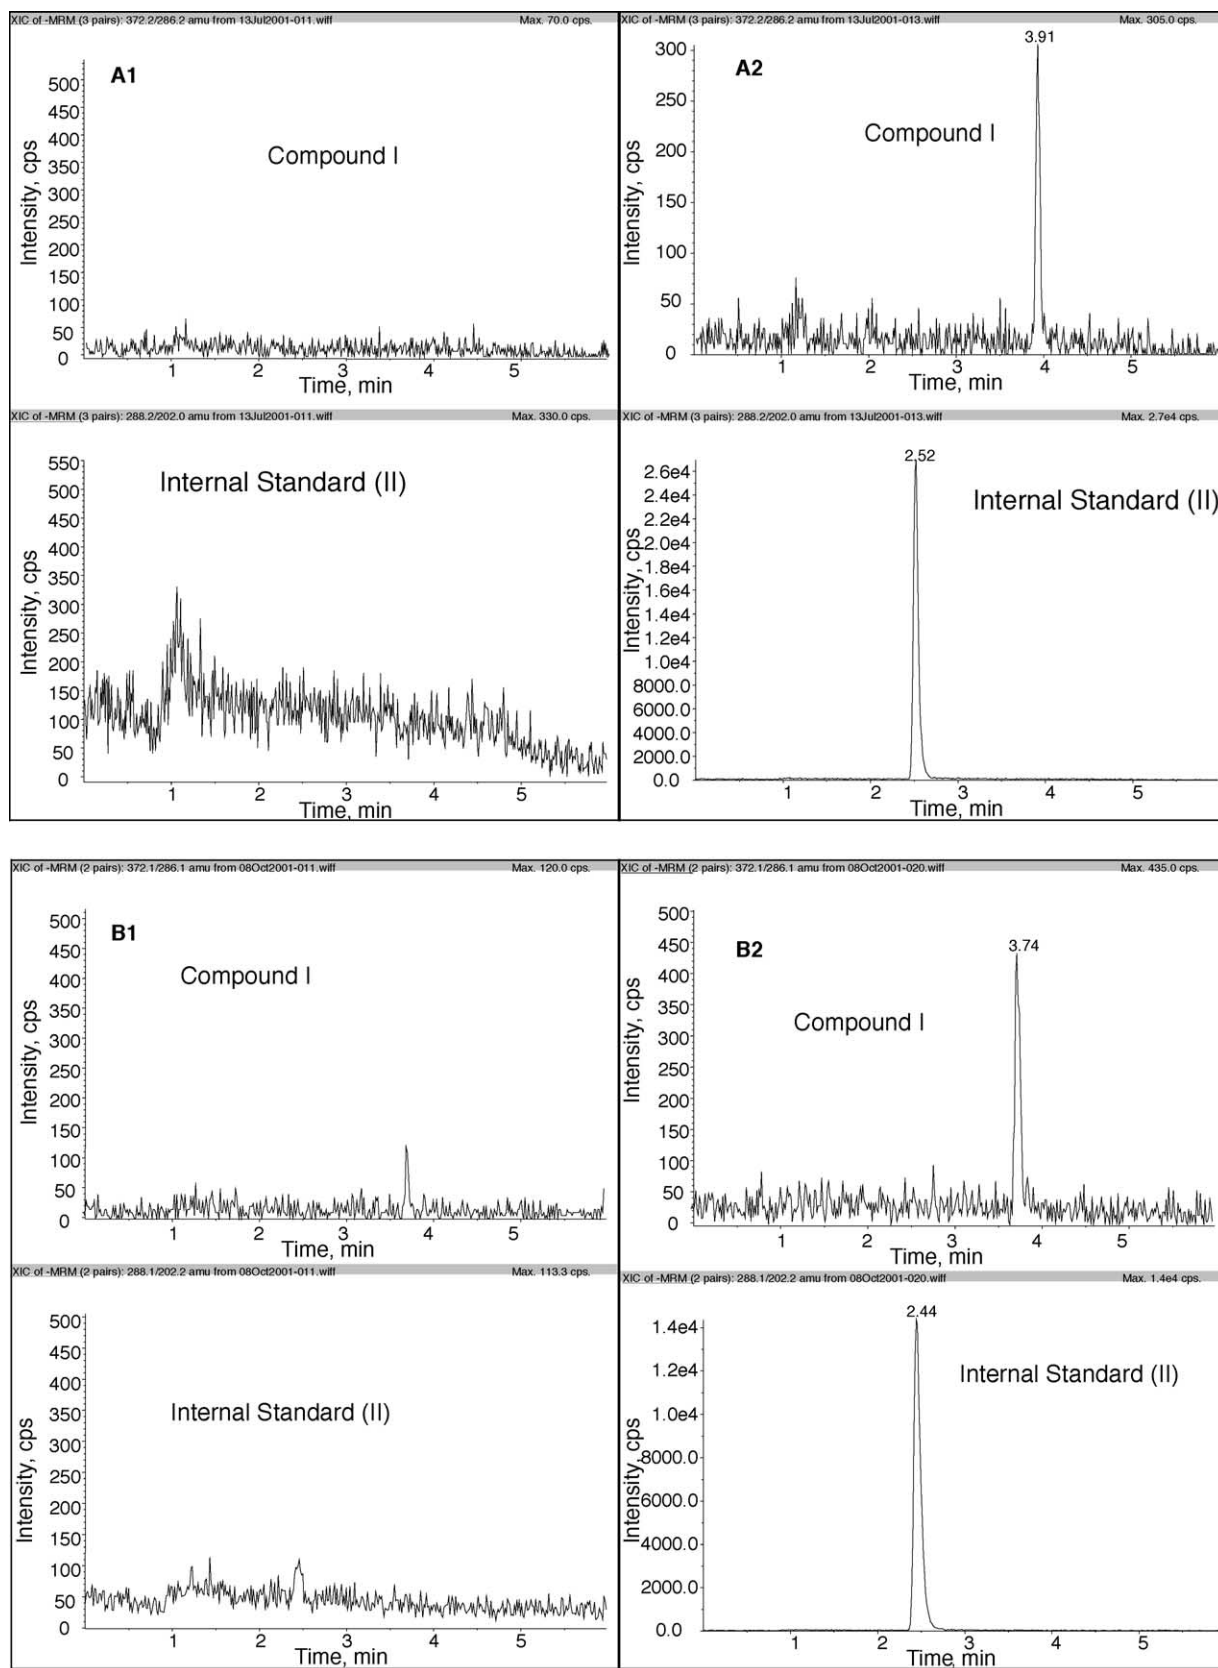 XIC of -MRM (3 pairs): 372.2/286.2 amu from 13Jul2001-011.wiff Max. 70.0 cps.
A1
Compound I
Intensity, cps
500
450
400
350
300
250
200
150
100
50
0
1 2 3 4 5
Time, min
XIC of -MRM (3 pairs): 372.2/286.2 amu from 13Jul2001-013.wiff Max. 305.0 cps.
3.91
A2
Compound I
Intensity, cps
300
250
200
150
100
50
0
1 2 3 4 5
Time, min
XIC of -MRM (3 pairs): 288.2/202.0 amu from 13Jul2001-011.wiff Max. 330.0 cps.
Internal Standard (II)
Intensity, cps
550
500
450
400
350
300
250
200
150
100
50
0
1 2 3 4 5
Time, min
XIC of -MRM (3 pairs): 288.2/202.0 amu from 13Jul2001-013.wiff Max. 2.7e4 cps.
2.52
Internal Standard (II)
Intensity, cps
2.6e4
2.4e4
2.2e4
2.0e4
1.8e4
1.6e4
1.4e4
1.2e4
1.0e4
8000.0
6000.0
4000.0
2000.0
0.0
1 2 3 4 5
Time, min
XIC of -MRM (2 pairs): 372.1/286.1 amu from 08Oct2001-011.wiff Max. 120.0 cps.
B1
Compound I
Intensity, cps
500
450
400
350
300
250
200
150
100
50
0
1 2 3 4 5
Time, min
XIC of -MRM (2 pairs): 372.1/286.1 amu from 08Oct2001-020.wiff Max. 435.0 cps.
3.74
B2
Compound I
Intensity, cps
500
450
400
350
300
250
200
150
100
50
0
1 2 3 4 5
Time, min
XIC of -MRM (2 pairs): 288.1/202.2 amu from 08Oct2001-011.wiff Max. 113.3 cps.
Internal Standard (II)
Intensity, cps
500
450
400
350
300
250
200
150
100
50
0
1 2 3 4 5
Time, min
XIC of -MRM (2 pairs): 288.1/202.2 amu from 08Oct2001-020.wiff Max. 1.4e4 cps.
2.44
Internal Standard (II)
Intensity, cps
1.4e4
1.2e4
1.0e4
8000.0
6000.0
4000.0
2000.0
0.0
1 2 3 4 5
Time, min